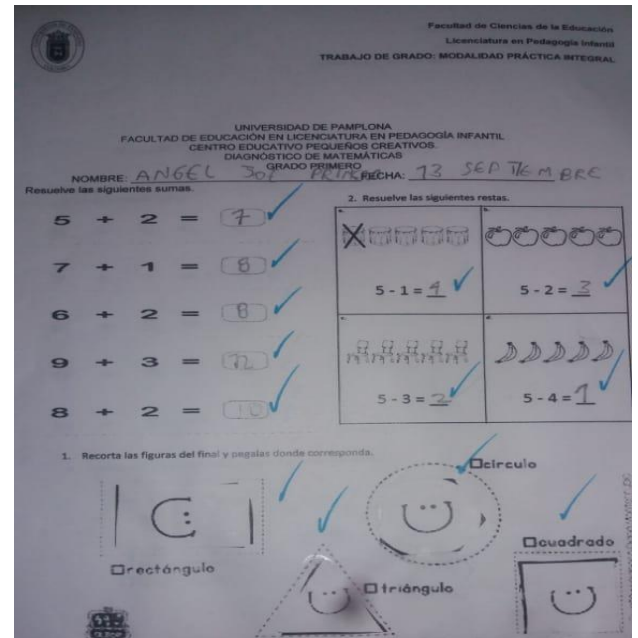 Facultad de Ciencias de la Educación
Licenciatura en Pedagogía Infantil
TRABAJO DE GRADO: MODALIDAD PRÁCTICA INTEGRAL
UNIVERSIDAD DE PAMPLONA
FACULTAD DE EDUCACIÓN EN LICENCIATURA EN PEDAGOGÍA INFANTIL
CENTRO EDUCATIVO PEQUEÑOS CREATIVOS.
DIAGNÓSTICO DE MATEMÁTICAS
GRADO PRIMERO
NOMBRE: ANGEL FECHA: 13 SEPTIEMBRE
Resuelve las siguientes sumas.
5 + 2 = 7
7 + 1 = 8
6 + 2 = 8
9 + 3 = 12
8 + 2 = 10
2. Resuelve las siguientes restas.
5 - 1 = 4
5 - 2 = 3
5 - 3 = 2
5 - 4 = 1
1. Recorta las figuras del final y pegalas donde corresponda.
circulo
rectángulo
triángulo
cuadrado